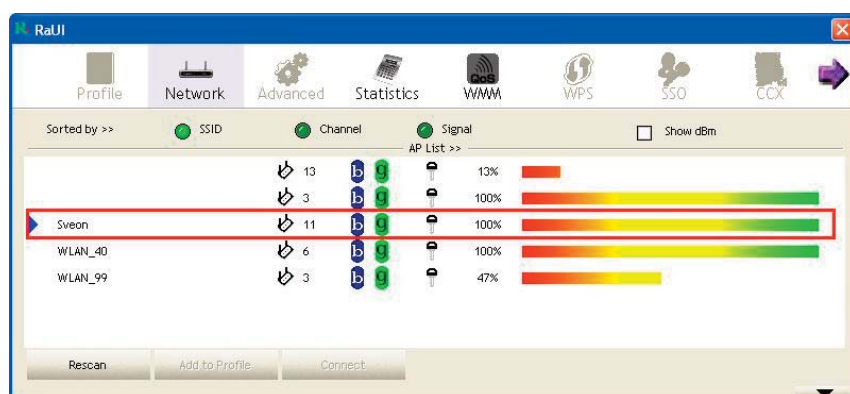 RaUI
Profile Network Advanced Statistics QoS WMM WPS SSO CCX
Sorted by >> SSID Channel Signal Show dBm
AP List >>
13 b g 13%
3 b g 100%
Sveon 11 b g 100%
WLAN_40 6 b g 100%
WLAN_99 3 b g 47%
Rescan Add to Profile Connect